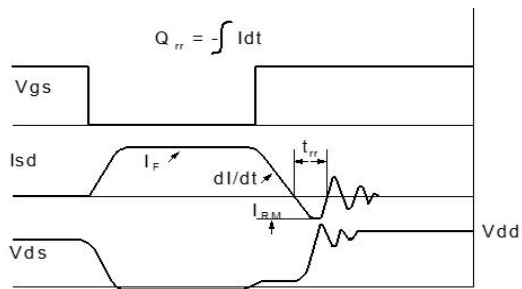 Q rr = -∫ Idt
Vgs
Isd
I F
dI/dt
t rr
I RM
Vds
Vdd